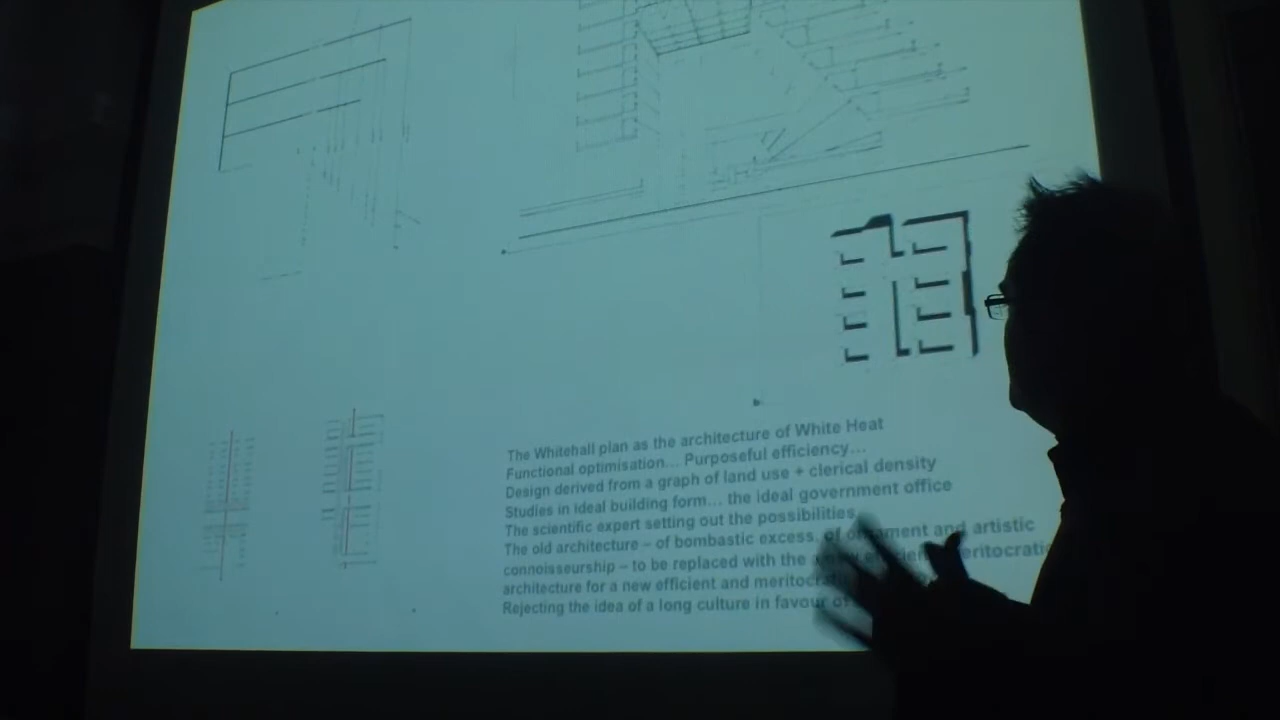 The Whitehall plan as the architecture of White Heat
Functional optimisation... Purposeful efficiency...
Design derived from a graph of land use + clerical density
Studies in ideal building form... the ideal government office
The scientific expert setting out the possibilities
The old architecture – of bombastic excess, of ornament and artistic
connoisseurship – to be replaced with the
architecture for a new efficient and
Rejecting the idea of a long culture in favour of